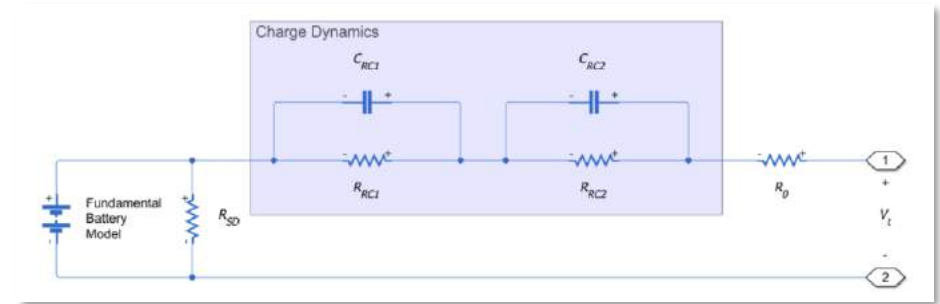 Charge Dynamics
C_RC1
C_RC2
R_RC1
R_RC2
R_0
1
+
V_t
-
2
Fundamental
Battery
Model
R_SD